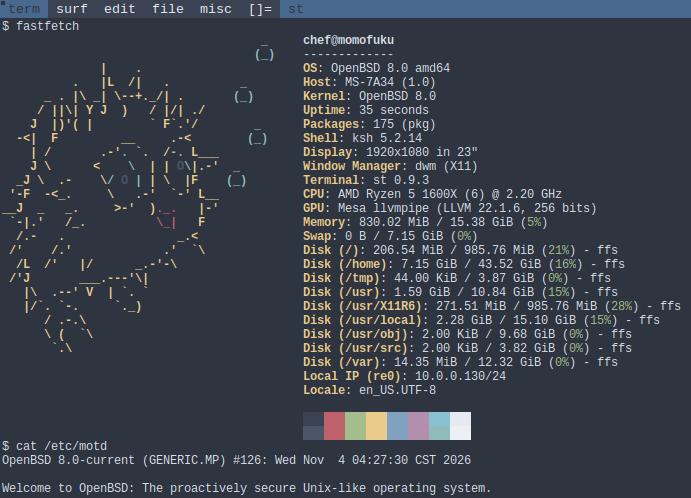 term surf edit file misc []= st
$ fastfetch
chef@momofuku
-------------
OS: OpenBSD 8.0 amd64
Host: MS-7A34 (1.0)
Kernel: OpenBSD 8.0
Uptime: 35 seconds
Packages: 175 (pkg)
Shell: ksh 5.2.14
Display: 1920x1080 in 23"
Window Manager: dwm (X11)
Terminal: st 0.9.3
CPU: AMD Ryzen 5 1600X (6) @ 2.20 GHz
GPU: Mesa llvmpipe (LLVM 22.1.6, 256 bits)
Memory: 830.02 MiB / 15.38 GiB (5%)
Swap: 0 B / 7.15 GiB (0%)
Disk (/): 206.54 MiB / 985.76 MiB (21%) - ffs
Disk (/home): 7.15 GiB / 43.52 GiB (16%) - ffs
Disk (/tmp): 44.00 KiB / 3.87 GiB (0%) - ffs
Disk (/usr): 1.59 GiB / 10.84 GiB (15%) - ffs
Disk (/usr/X11R6): 271.51 MiB / 985.76 MiB (28%) - ffs
Disk (/usr/local): 2.28 GiB / 15.10 GiB (15%) - ffs
Disk (/usr/obj): 2.00 KiB / 9.68 GiB (0%) - ffs
Disk (/usr/src): 2.00 KiB / 3.82 GiB (0%) - ffs
Disk (/var): 14.35 MiB / 12.32 GiB (0%) - ffs
Local IP (re0): 10.0.0.130/24
Locale: en_US.UTF-8
$ cat /etc/motd
OpenBSD 8.0-current (GENERIC.MP) #126: Wed Nov  4 04:27:30 CST 2026
Welcome to OpenBSD: The proactively secure Unix-like operating system.